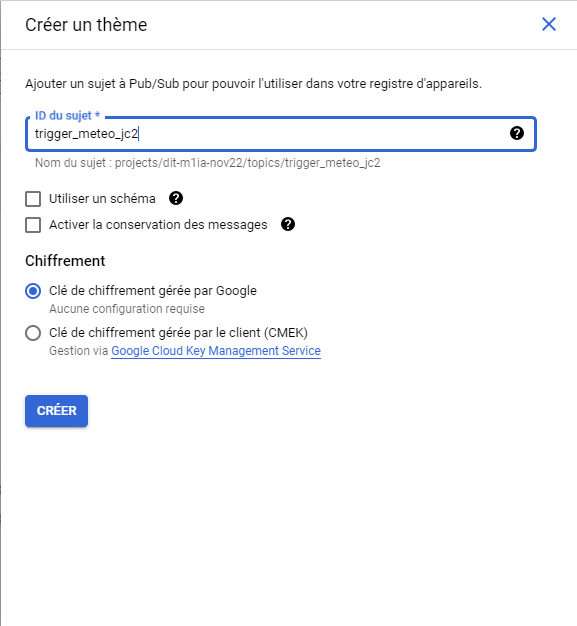 Créer un thème
Ajouter un sujet à Pub/Sub pour pouvoir l'utiliser dans votre registre d'appareils.
ID du sujet *
trigger_meteo_jc2
Nom du sujet : projects/dit-m1ia-nov22/topics/trigger_meteo_jc2
Utiliser un schéma
Activer la conservation des messages
Chiffrement
Clé de chiffrement gérée par Google
Aucune configuration requise
Clé de chiffrement gérée par le client (CMEK)
Gestion via Google Cloud Key Management Service
CRÉER